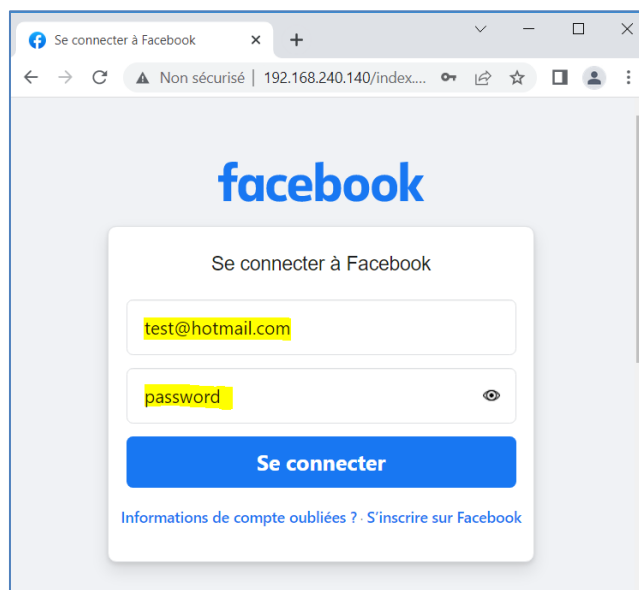 Se connecter à Facebook
Non sécurisé | 192.168.240.140/index....
facebook
Se connecter à Facebook
test@hotmail.com
password
Se connecter
Informations de compte oubliées ? · S'inscrire sur Facebook